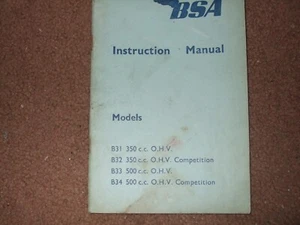 BSA
Instruction Manual
Models
B31 350 c.c. O.H.V.
B32 350 c.c. O.H.V. Competition
B33 500 c.c. O.H.V.
B34 500 c.c. O.H.V. Competition